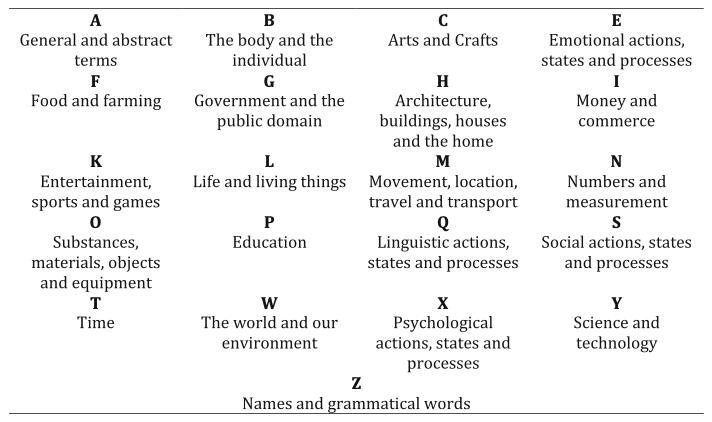 A
General and abstract
terms
B
The body and the
individual
C
Arts and Crafts
E
Emotional actions,
states and processes
F
Food and farming
G
Government and the
public domain
H
Architecture,
buildings, houses
and the home
I
Money and
commerce
K
Entertainment,
sports and games
L
Life and living things
M
Movement, location,
travel and transport
N
Numbers and
measurement
O
Substances,
materials, objects
and equipment
P
Education
Q
Linguistic actions,
states and processes
S
Social actions, states
and processes
T
Time
W
The world and our
environment
X
Psychological
actions, states and
processes
Y
Science and
technology
Z
Names and grammatical words